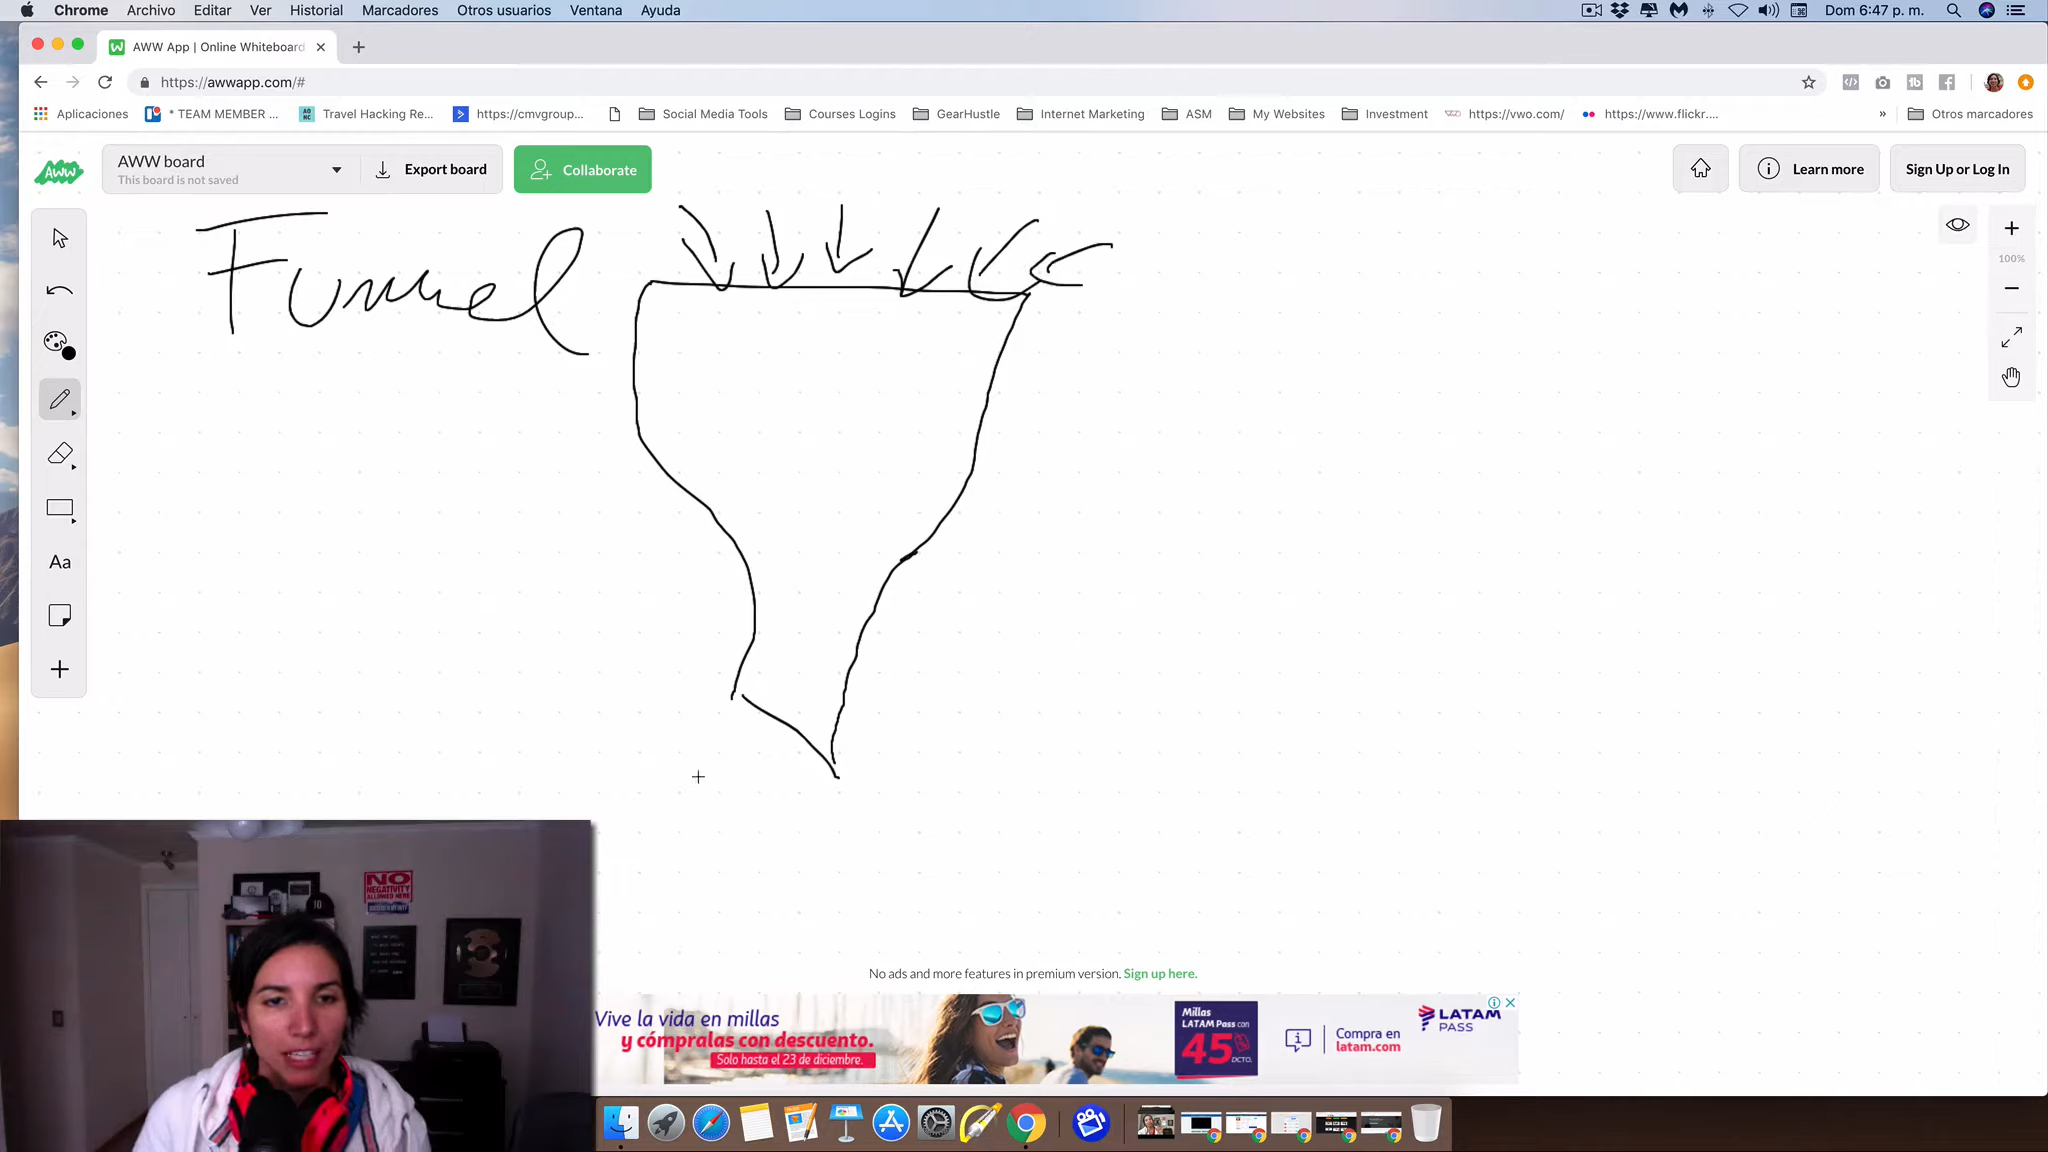 Chrome Archivo Editar Ver Historial Marcadores Otros usuarios Ventana Ayuda
Dom 6:47 p. m.
AWW App | Online Whiteboard
https://awwapp.com/#
Aplicaciones
* TEAM MEMBER ...
Travel Hacking Re...
https://cmvgroup...
Social Media Tools
Courses Logins
GearHustle
Internet Marketing
ASM
My Websites
Investment
https://vwo.com/
https://www.flickr....
»
Otros marcadores
AWW
AWW board
This board is not saved
Export board
Collaborate
Learn more
Sign Up or Log In
100%
Funnel
Aa
NO
NEGATIVITY
ALLOWED HERE
10
No ads and more features in premium version. Sign up here.
Vive la vida en millas
y cómpralas con descuento.
Solo hasta el 23 de diciembre.
Millas
LATAM Pass con
45
DCTO.
Compra en
latam.com
LATAM
PASS